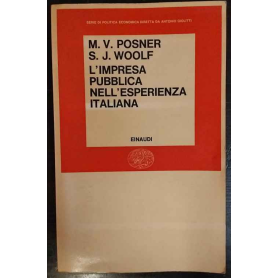 SERIE DI POLITICA ECONOMICA DIRETTA DA ANTONIO GIOLITTI
M. V. POSNER
S. J. WOOLF
L'IMPRESA
PUBBLICA
NELL'ESPERIENZA
ITALIANA
EINAUDI